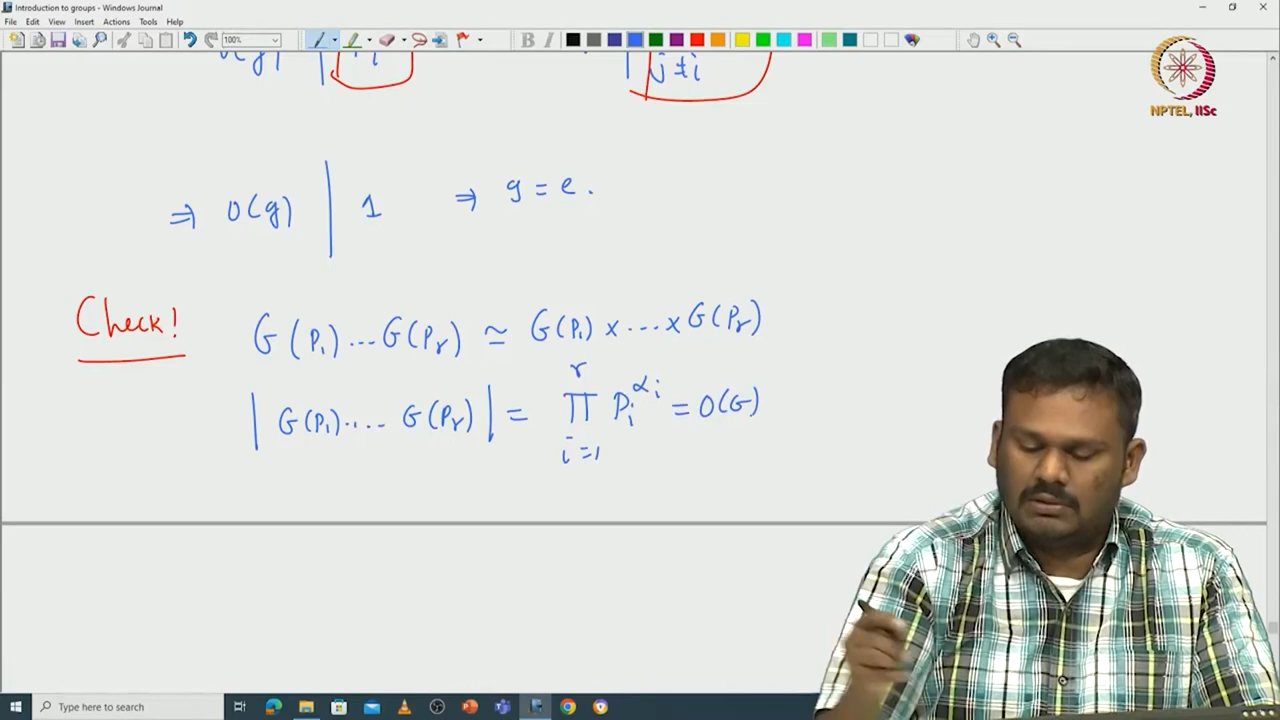 Introduction to groups - Windows Journal
File Edit View Insert Actions Tools Help
100%
j ≠ i
NPTEL, IISc
⇒ O(g) | 1 ⇒ g = e.
Check! G(P₁)...G(Pᵣ) ≃ G(P₁) × ... × G(Pᵣ)
|G(P₁).... G(Pᵣ)| = ∏ᵢ₌₁ʳ Pᵢ^αᵢ = O(G)
Type here to search